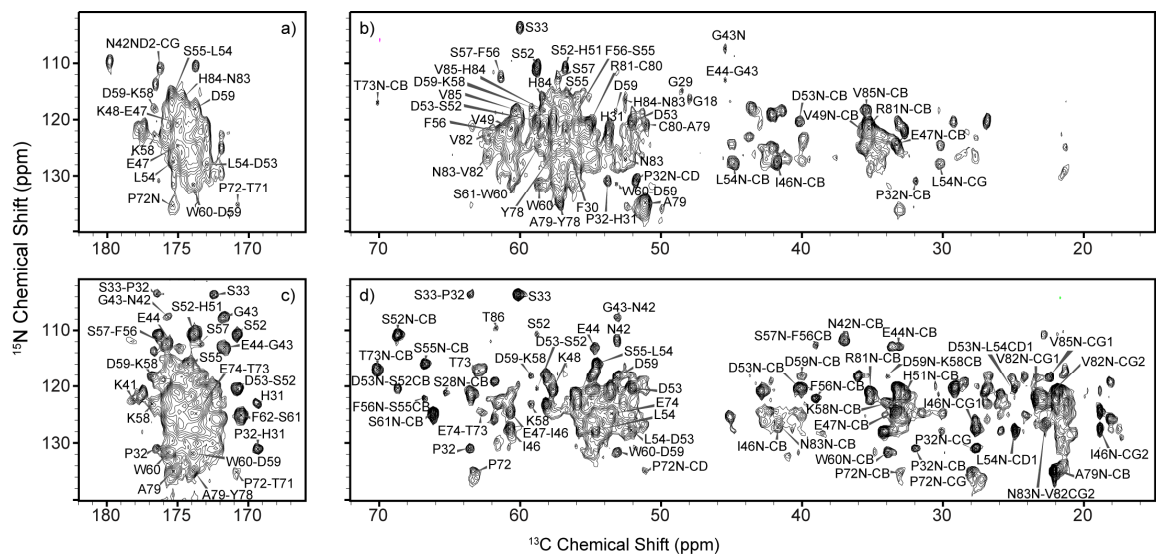 a)
N42ND2-CG
S55-L54
H84-N83
D59-K58
D59
K48-E47
K58
E47
L54
L54-D53
P72-T71
P72N
W60-D59
110
120
130
180
175
170
b)
S33
G43N
S57-F56
S52
S52-H51
F56-S55
V85-H84
S57
R81-C80
E44-G43
D59-K58
H84
S55
G29
T73N-CB
V85
D59
H84-N83
G18
D53N-CB
V85N-CB
D53-S52
V49
H31
D53
V49N-CB
R81N-CB
F56
C80-A79
E47N-CB
V82
N83-V82
N83
L54N-CB
I46N-CB
L54N-CG
P32N-CD
P32N-CB
S61-W60
W60
W60-D59
Y78
F30
A79
A79-Y78
P32-H31
70
60
50
40
30
20
c)
S33-P32
S33
G43-N42
S52-H51
G43
E44
S57
S52
S57-F56
E44-G43
D59-K58
S55
E74-T73
D53-S52
K41
H31
K58
F62-S61
P32-H31
P32
W60
W60-D59
A79
P72-T71
A79-Y78
110
120
130
180
175
170
d)
S33-P32
S33
G43-N42
T86
S52N-CB
S52
N42
S57N-F56CB
N42N-CB
E44N-CB
D53N-L54CD1
V85N-CG1
D53-S52
E44
S55N-CB
R81N-CB
V82N-CG1
T73N-CB
T73
D59-K58
K48
S55-L54
D53N-CB
D59N-CB
D59N-K58CB
V82N-CG2
D59
H51N-CB
D53N-S52CB
S28N-CB
D53
F56N-CB
I46N-CG1
F56N-S55CB
E74
K58N-CB
S61N-CB
K58
L54
E47N-CB
E74-T73
E47-I46
P32N-CG
I46
L54-D53
I46N-CB
N83N-CB
I46N-CG2
P32
W60-D59
W60N-CB
P32N-CB
L54N-CD1
P72
P72N-CD
P72N-CB
P72N-CG
A79N-CB
N83N-V82CG2
70
60
50
40
30
20
15N Chemical Shift (ppm)
13C Chemical Shift (ppm)